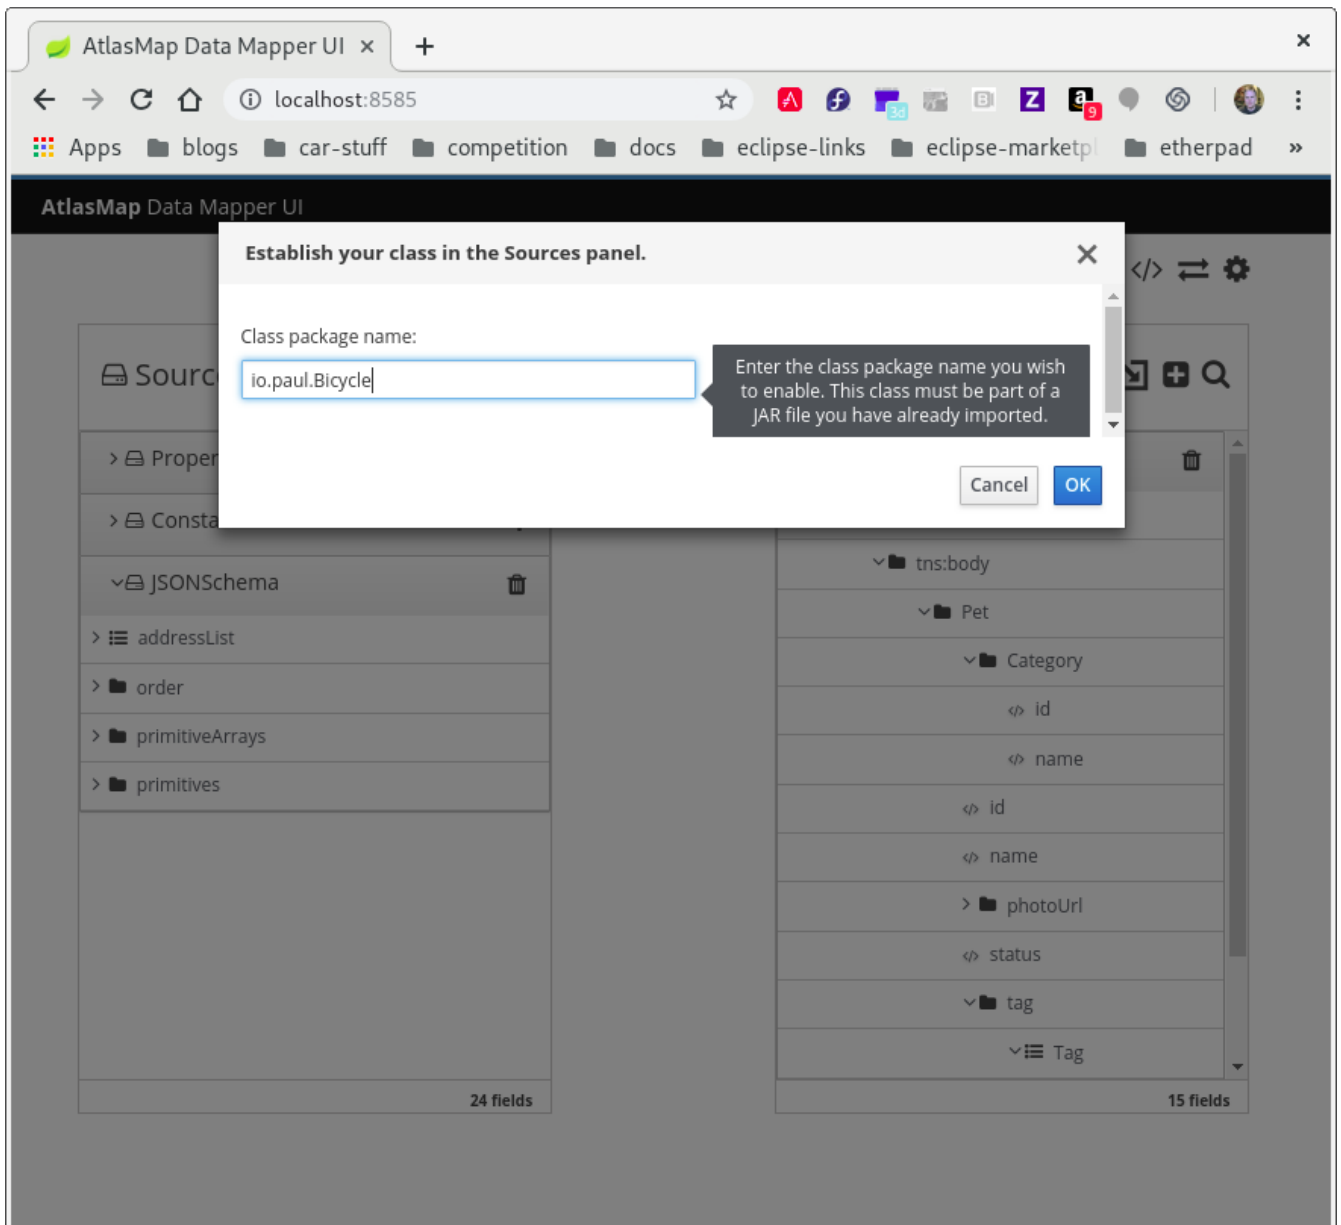 AtlasMap Data Mapper UI
localhost:8585
3d
B
Z
a
9
Apps blogs car-stuff competition docs eclipse-links eclipse-marketpl etherpad »
AtlasMap Data Mapper UI
Establish your class in the Sources panel.
Class package name:
io.paul.Bicycle
Enter the class package name you wish
to enable. This class must be part of a
JAR file you have already imported.
Cancel OK
Sourc
Proper
Consta
JSONSchema
addressList
order
primitiveArrays
primitives
24 fields
tns:body
Pet
Category
id
name
id
name
photoUrl
status
tag
Tag
15 fields